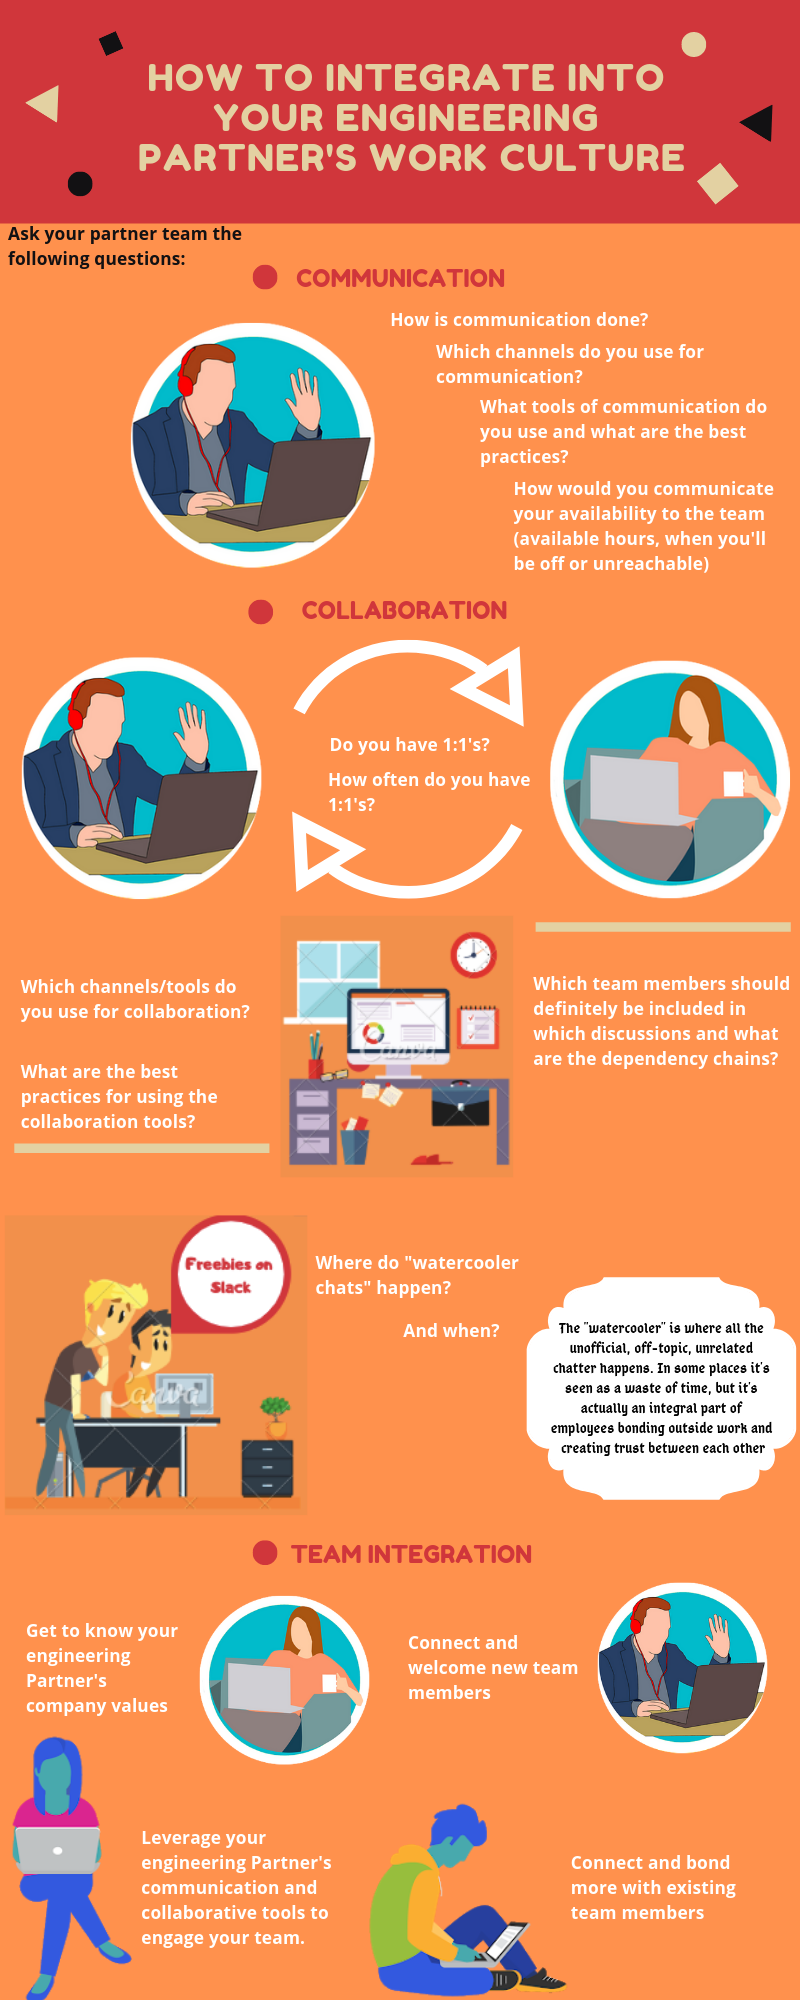 HOW TO INTEGRATE INTO
YOUR ENGINEERING
PARTNER'S WORK CULTURE
Ask your partner team the
following questions:
COMMUNICATION
How is communication done?
Which channels do you use for
communication?
What tools of communication do
you use and what are the best
practices?
How would you communicate
your availability to the team
(available hours, when you'll
be off or unreachable)
COLLABORATION
Do you have 1:1's?
How often do you have
1:1's?
Which channels/tools do
you use for collaboration?
What are the best
practices for using the
collaboration tools?
Canva
Which team members should
definitely be included in
which discussions and what
are the dependency chains?
Freebies on
Slack
Canva
Where do "watercooler
chats" happen?
And when?
The "watercooler" is where all the
unofficial, off-topic, unrelated
chatter happens. In some places it's
seen as a waste of time, but it's
actually an integral part of
employees bonding outside work and
creating trust between each other
TEAM INTEGRATION
Get to know your
engineering
Partner's
company values
Connect and
welcome new team
members
Leverage your
engineering Partner's
communication and
collaborative tools to
engage your team.
Connect and bond
more with existing
team members